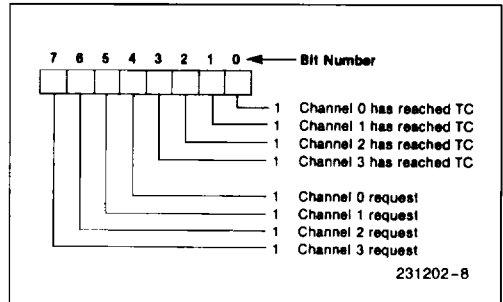 7 6 5 4 3 2 1 0 Bit Number
1 Channel 0 has reached TC
1 Channel 1 has reached TC
1 Channel 2 has reached TC
1 Channel 3 has reached TC
1 Channel 0 request
1 Channel 1 request
1 Channel 2 request
1 Channel 3 request
231202-8